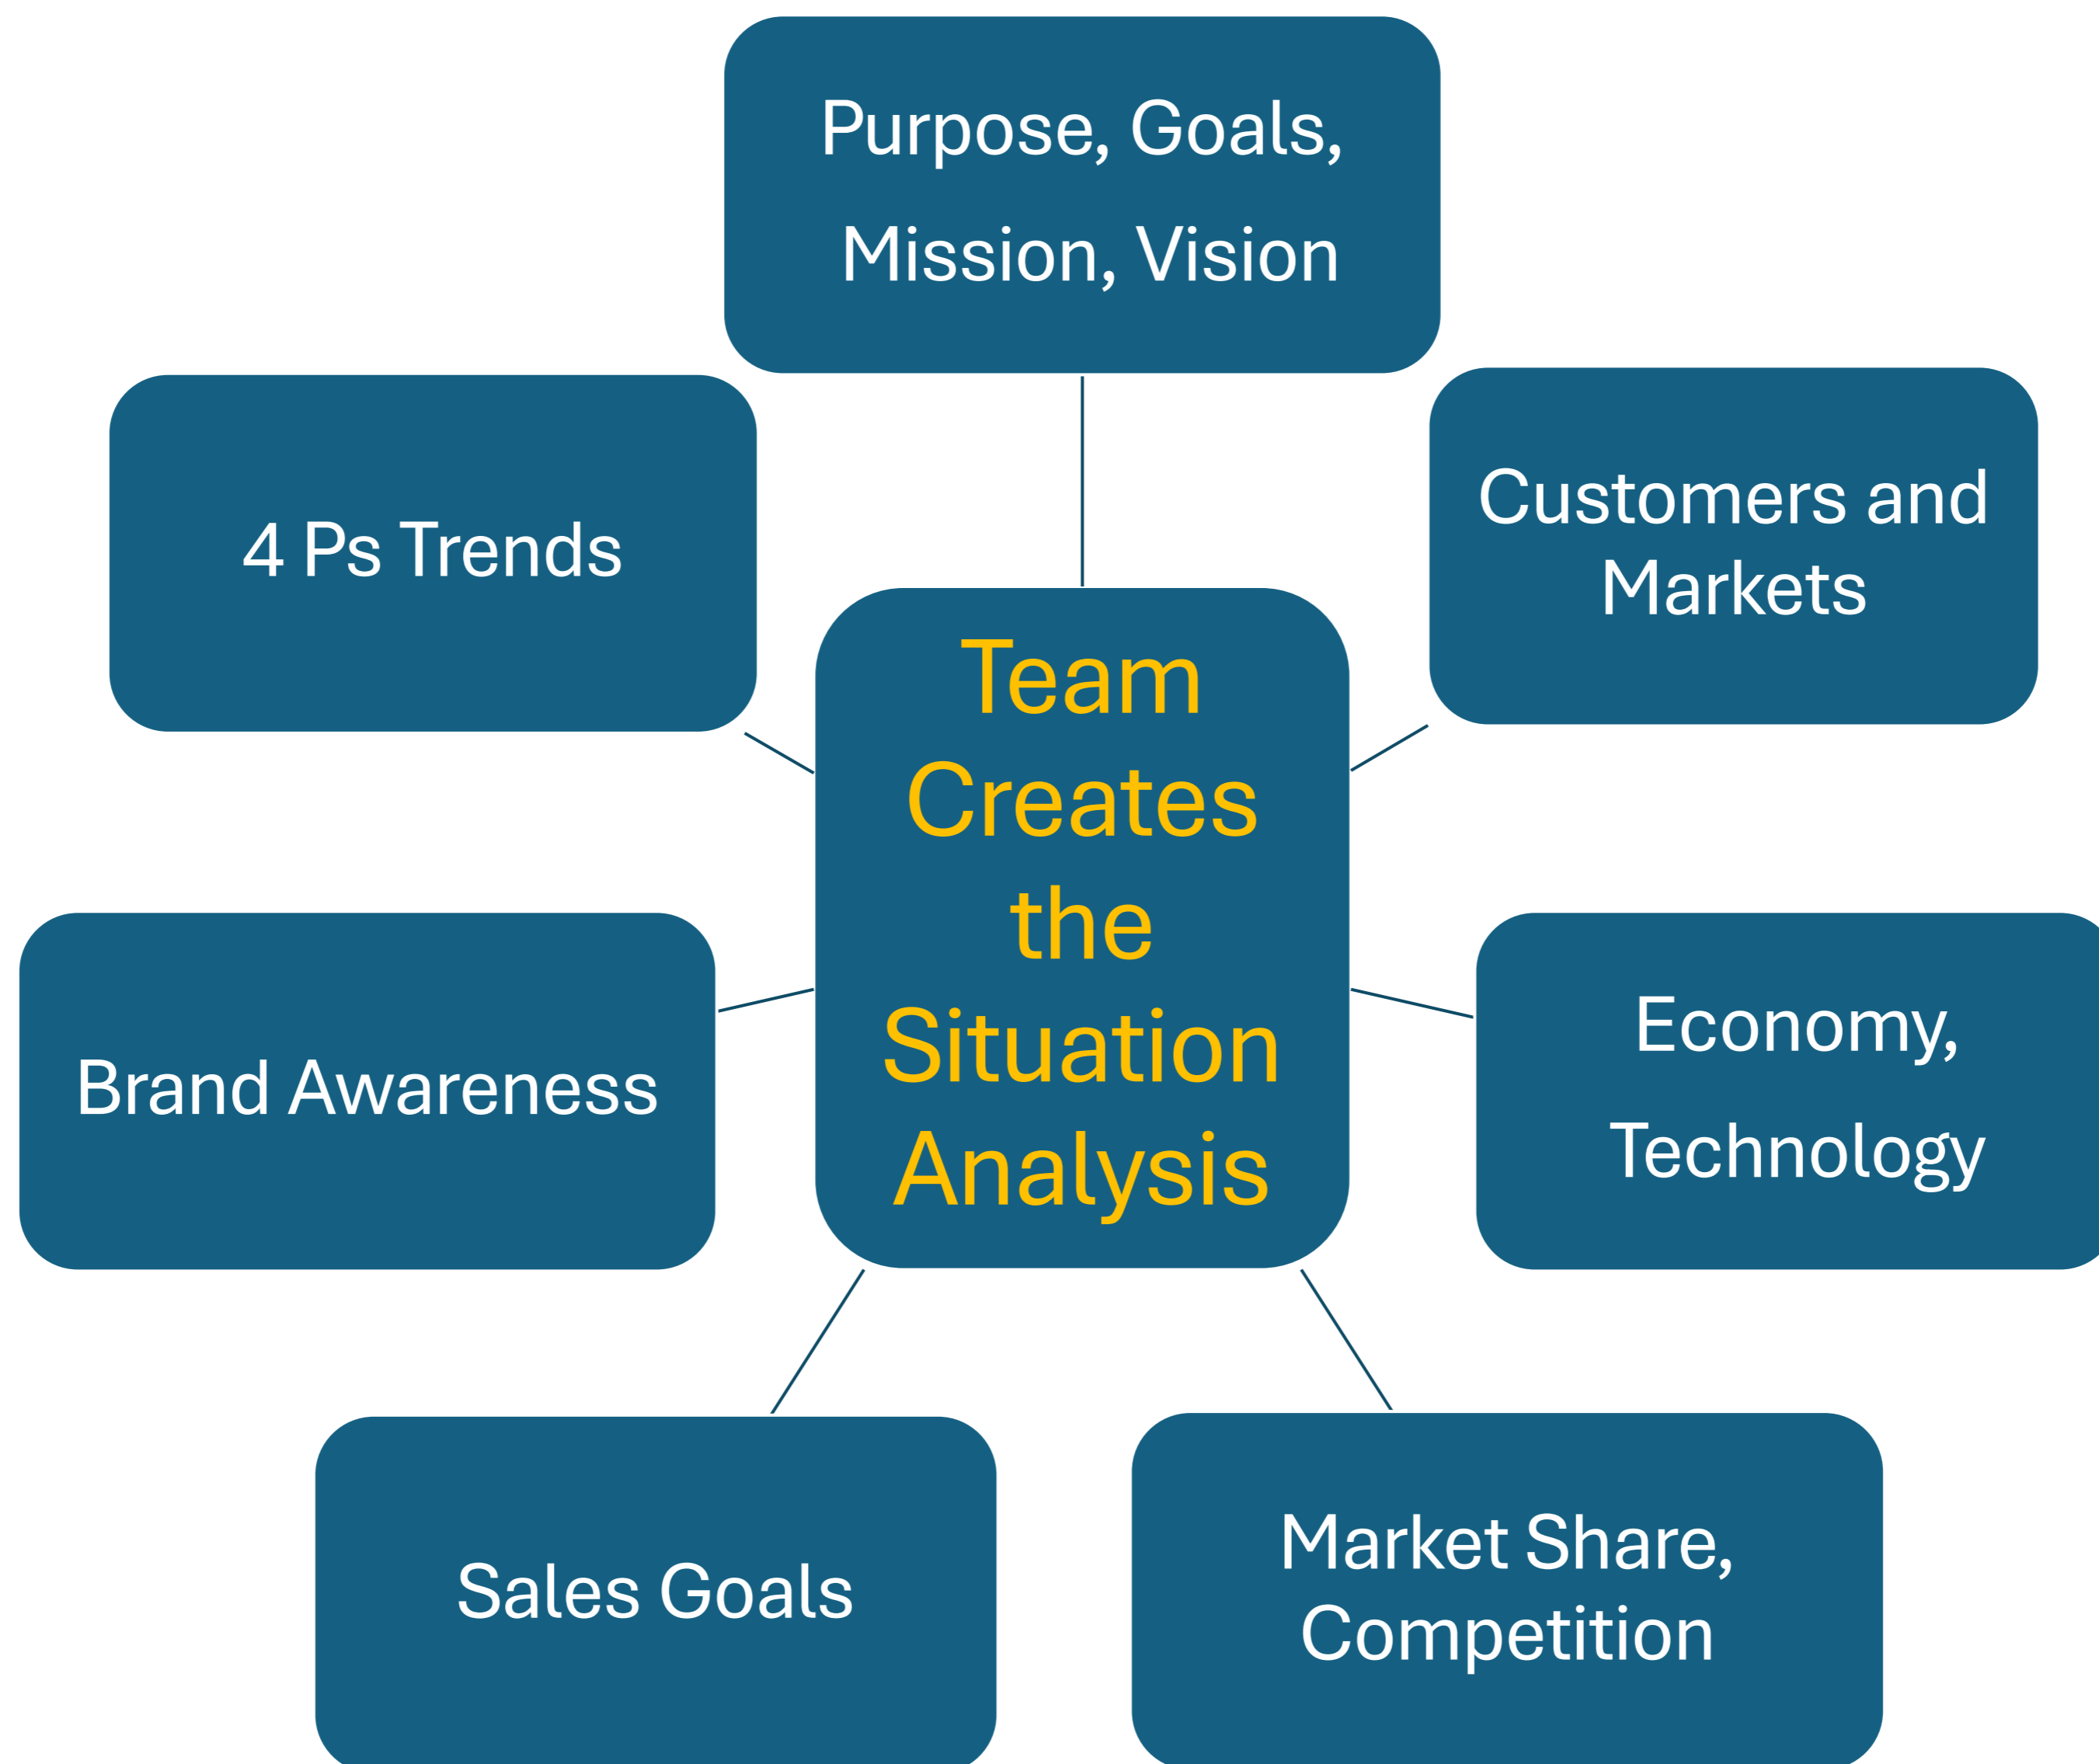 Purpose, Goals,
Mission, Vision
4 Ps Trends
Customers and
Markets
Team
Creates
the
Situation
Analysis
Brand Awareness
Economy,
Technology
Sales Goals
Market Share,
Competition